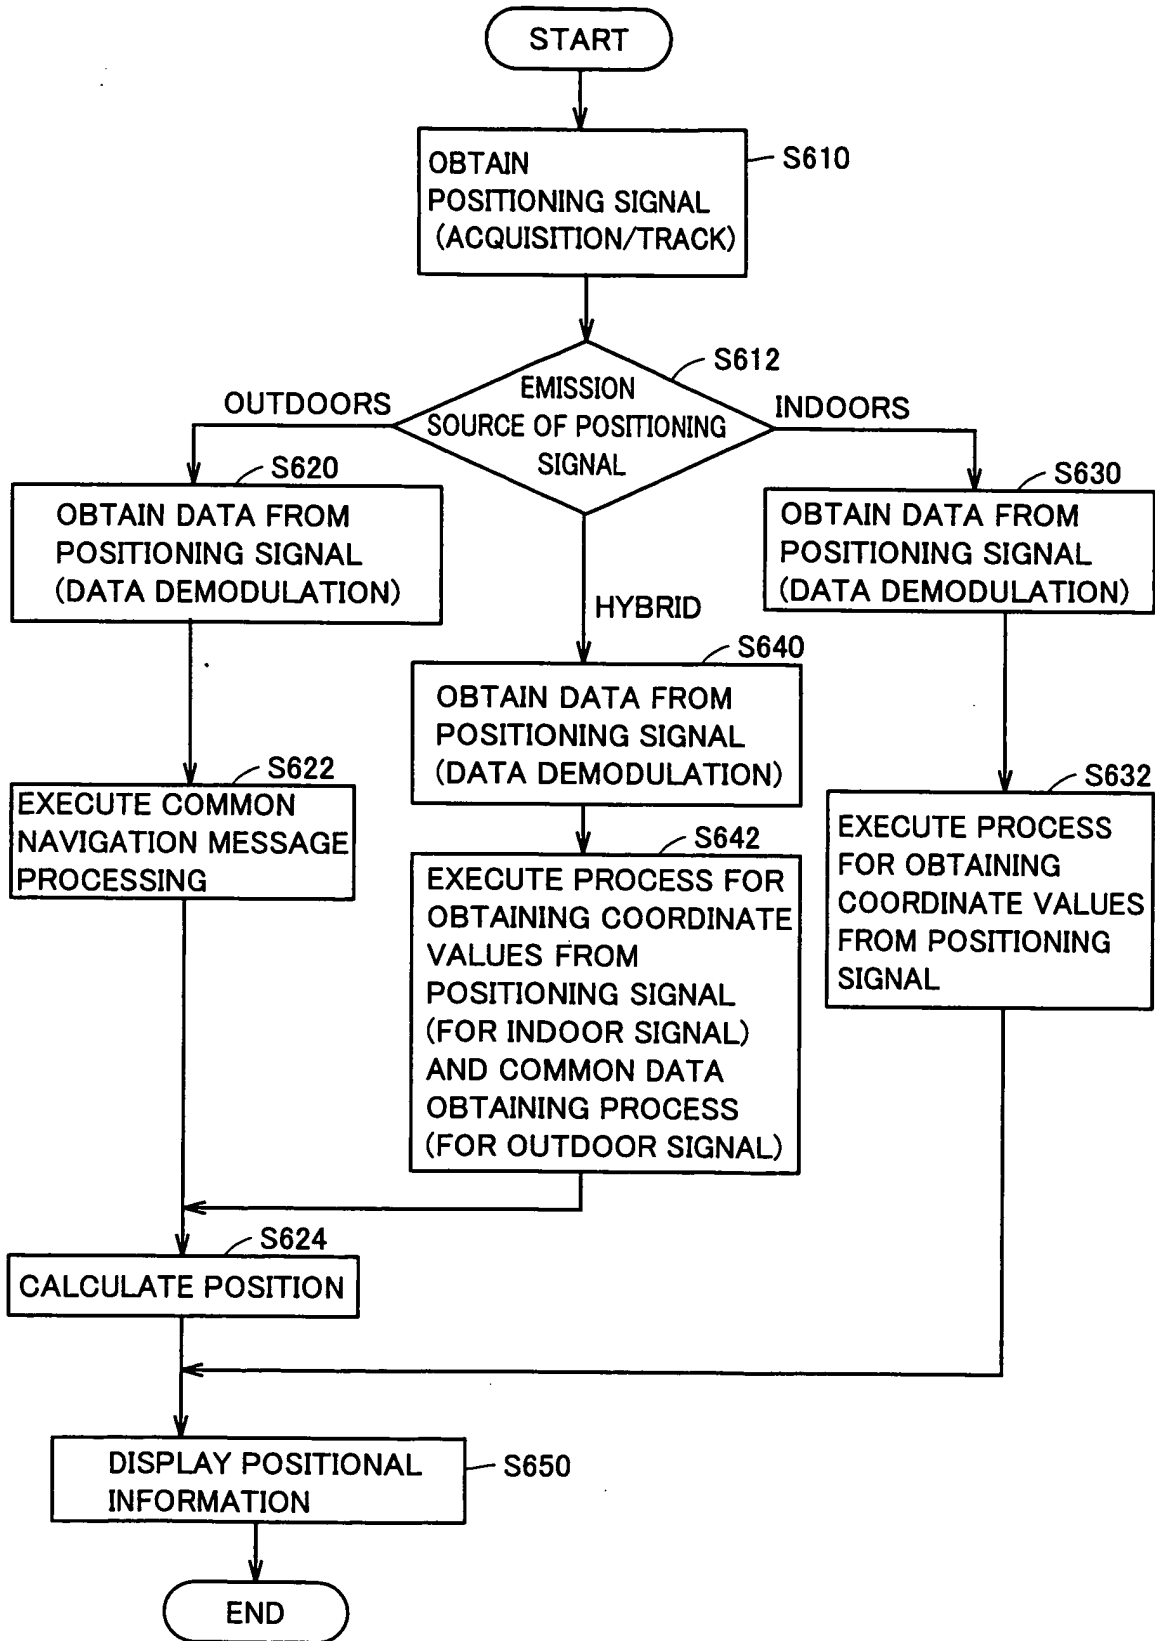 START
OBTAIN
POSITIONING SIGNAL
(ACQUISITION/TRACK)
S610
S612
EMISSION
SOURCE OF POSITIONING
SIGNAL
OUTDOORS
INDOORS
HYBRID
S620
OBTAIN DATA FROM
POSITIONING SIGNAL
(DATA DEMODULATION)
S630
OBTAIN DATA FROM
POSITIONING SIGNAL
(DATA DEMODULATION)
S640
OBTAIN DATA FROM
POSITIONING SIGNAL
(DATA DEMODULATION)
S622
EXECUTE COMMON
NAVIGATION MESSAGE
PROCESSING
S632
EXECUTE PROCESS
FOR OBTAINING
COORDINATE VALUES
FROM POSITIONING
SIGNAL
S642
EXECUTE PROCESS FOR
OBTAINING COORDINATE
VALUES FROM
POSITIONING SIGNAL
(FOR INDOOR SIGNAL)
AND COMMON DATA
OBTAINING PROCESS
(FOR OUTDOOR SIGNAL)
S624
CALCULATE POSITION
DISPLAY POSITIONAL
INFORMATION
S650
END